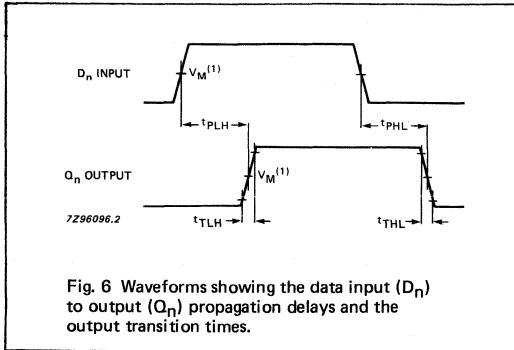 Dn INPUT
VM(1)
tPLH
tPHL
Qn OUTPUT
VM(1)
7Z96096.2
tTLH
tTHL
Fig. 6 Waveforms showing the data input (Dn)
to output (Qn) propagation delays and the
output transition times.